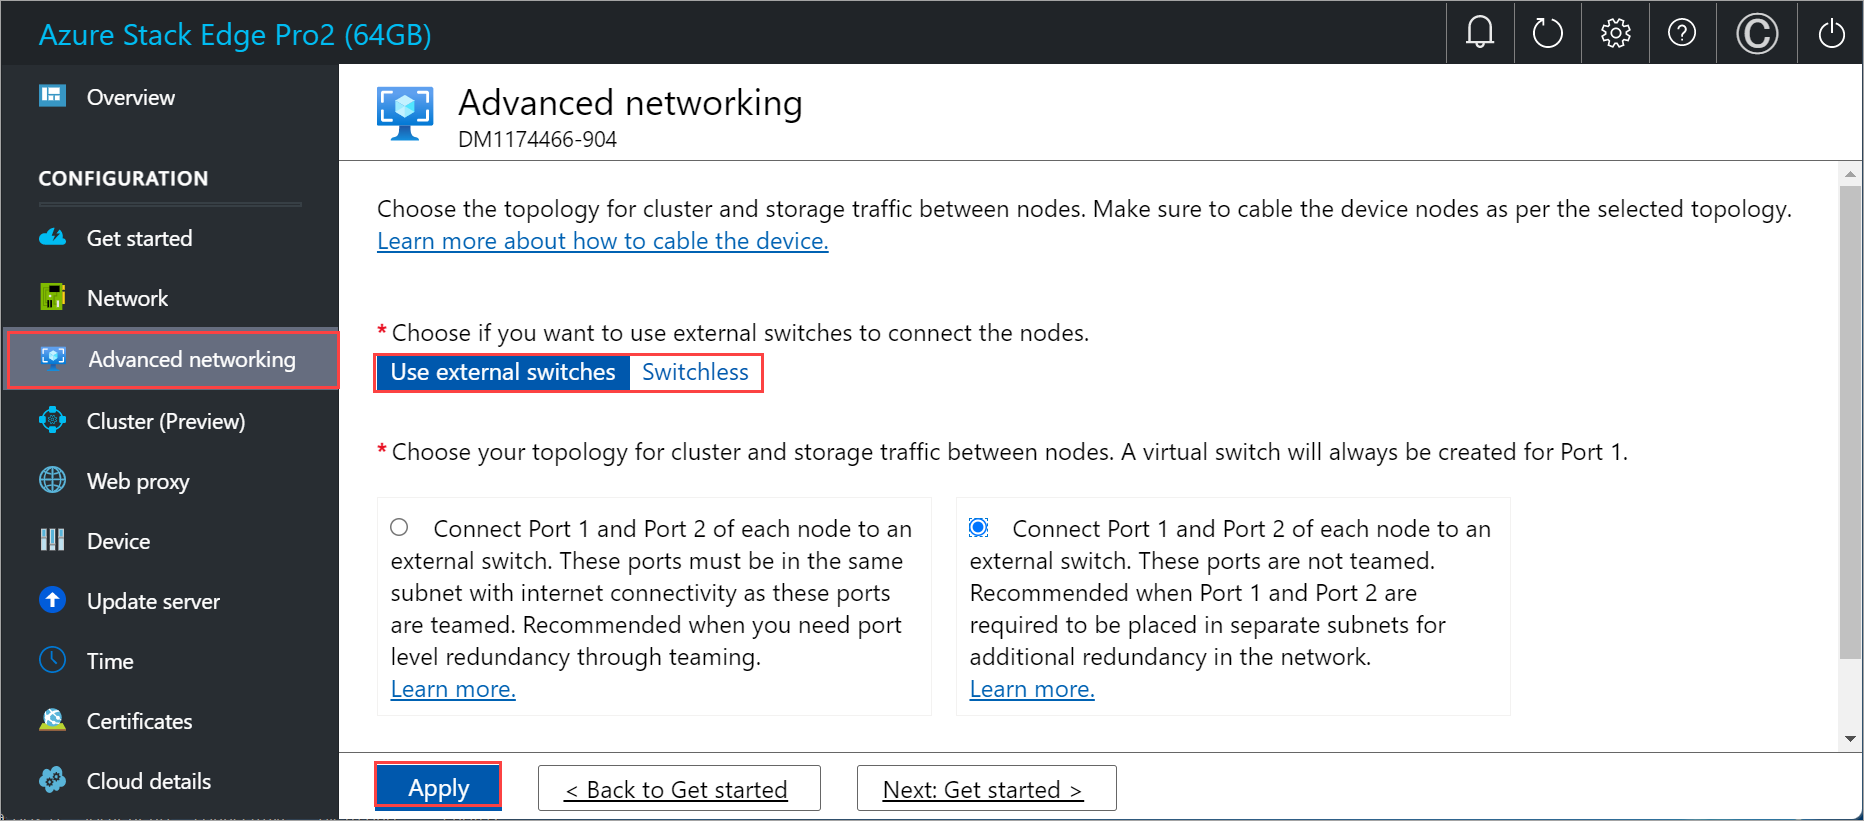 Azure Stack Edge Pro2 (64GB)
Overview
CONFIGURATION
Get started
Network
Advanced networking
Cluster (Preview)
Web proxy
Device
Update server
Time
Certificates
Cloud details
Advanced networking
DM1174466-904
Choose the topology for cluster and storage traffic between nodes. Make sure to cable the device nodes as per the selected topology.
Learn more about how to cable the device.
* Choose if you want to use external switches to connect the nodes.
Use external switches Switchless
* Choose your topology for cluster and storage traffic between nodes. A virtual switch will always be created for Port 1.
Connect Port 1 and Port 2 of each node to an
external switch. These ports must be in the same
subnet with internet connectivity as these ports
are teamed. Recommended when you need port
level redundancy through teaming.
Learn more.
Connect Port 1 and Port 2 of each node to an
external switch. These ports are not teamed.
Recommended when Port 1 and Port 2 are
required to be placed in separate subnets for
additional redundancy in the network.
Learn more.
Apply
< Back to Get started
Next: Get started >